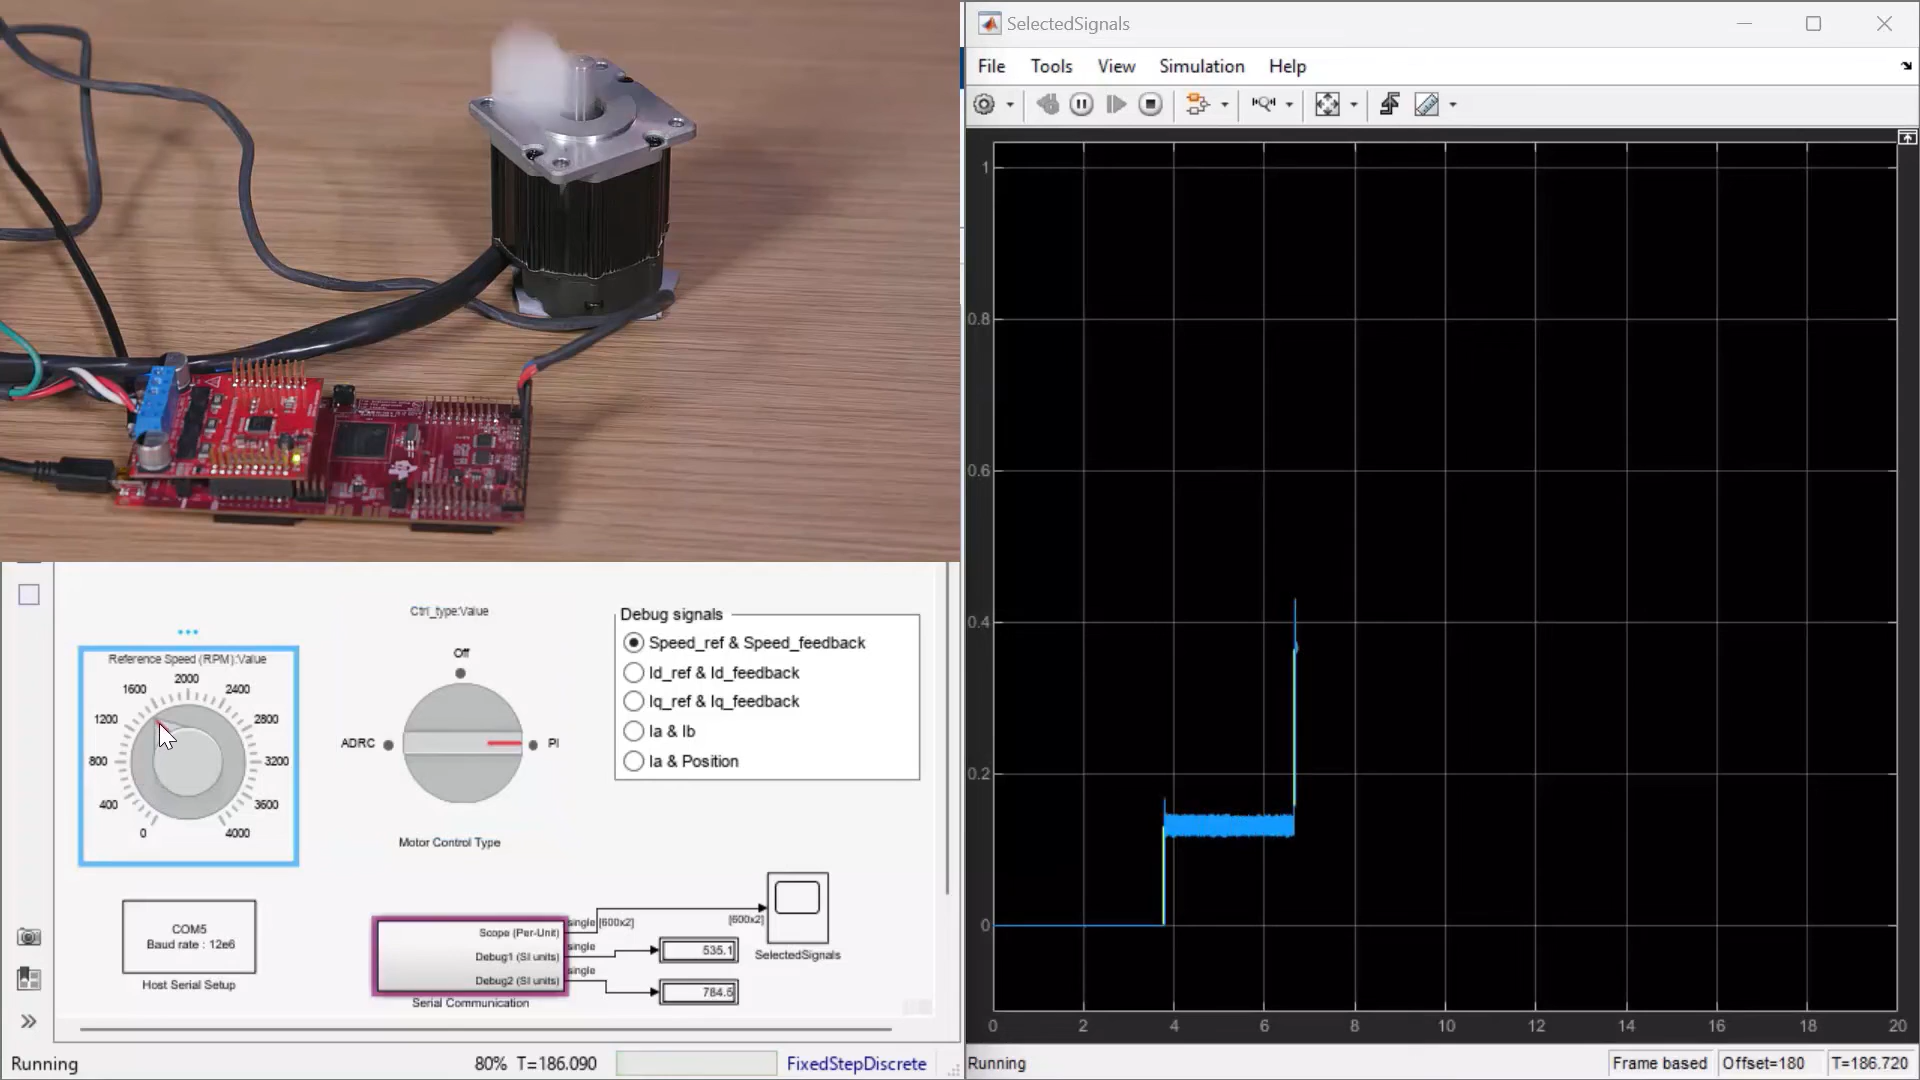 SelectedSignals
File Tools View Simulation Help
1
0.8
0.6
0.4
0.2
0
0 2 4 6 8 10 12 14 16 18 20
Running
Frame based Offset=180 T=186.720
Reference Speed (RPM):Value
0 400 800 1200 1600 2000 2400 2800 3200 3600 4000
Ctrl_type:Value
Off
ADRC
PI
Motor Control Type
Debug signals
Speed_ref & Speed_feedback
Id_ref & Id_feedback
Iq_ref & Iq_feedback
Ia & Ib
Ia & Position
COM5
Baud rate : 12e6
Host Serial Setup
Scope (Per-Unit)
Debug1 (SI units)
Debug2 (SI units)
Serial Communication
single [600x2]
single
single
[600x2]
535.1
784.5
SelectedSignals
Running
80% T=186.090
FixedStepDiscrete